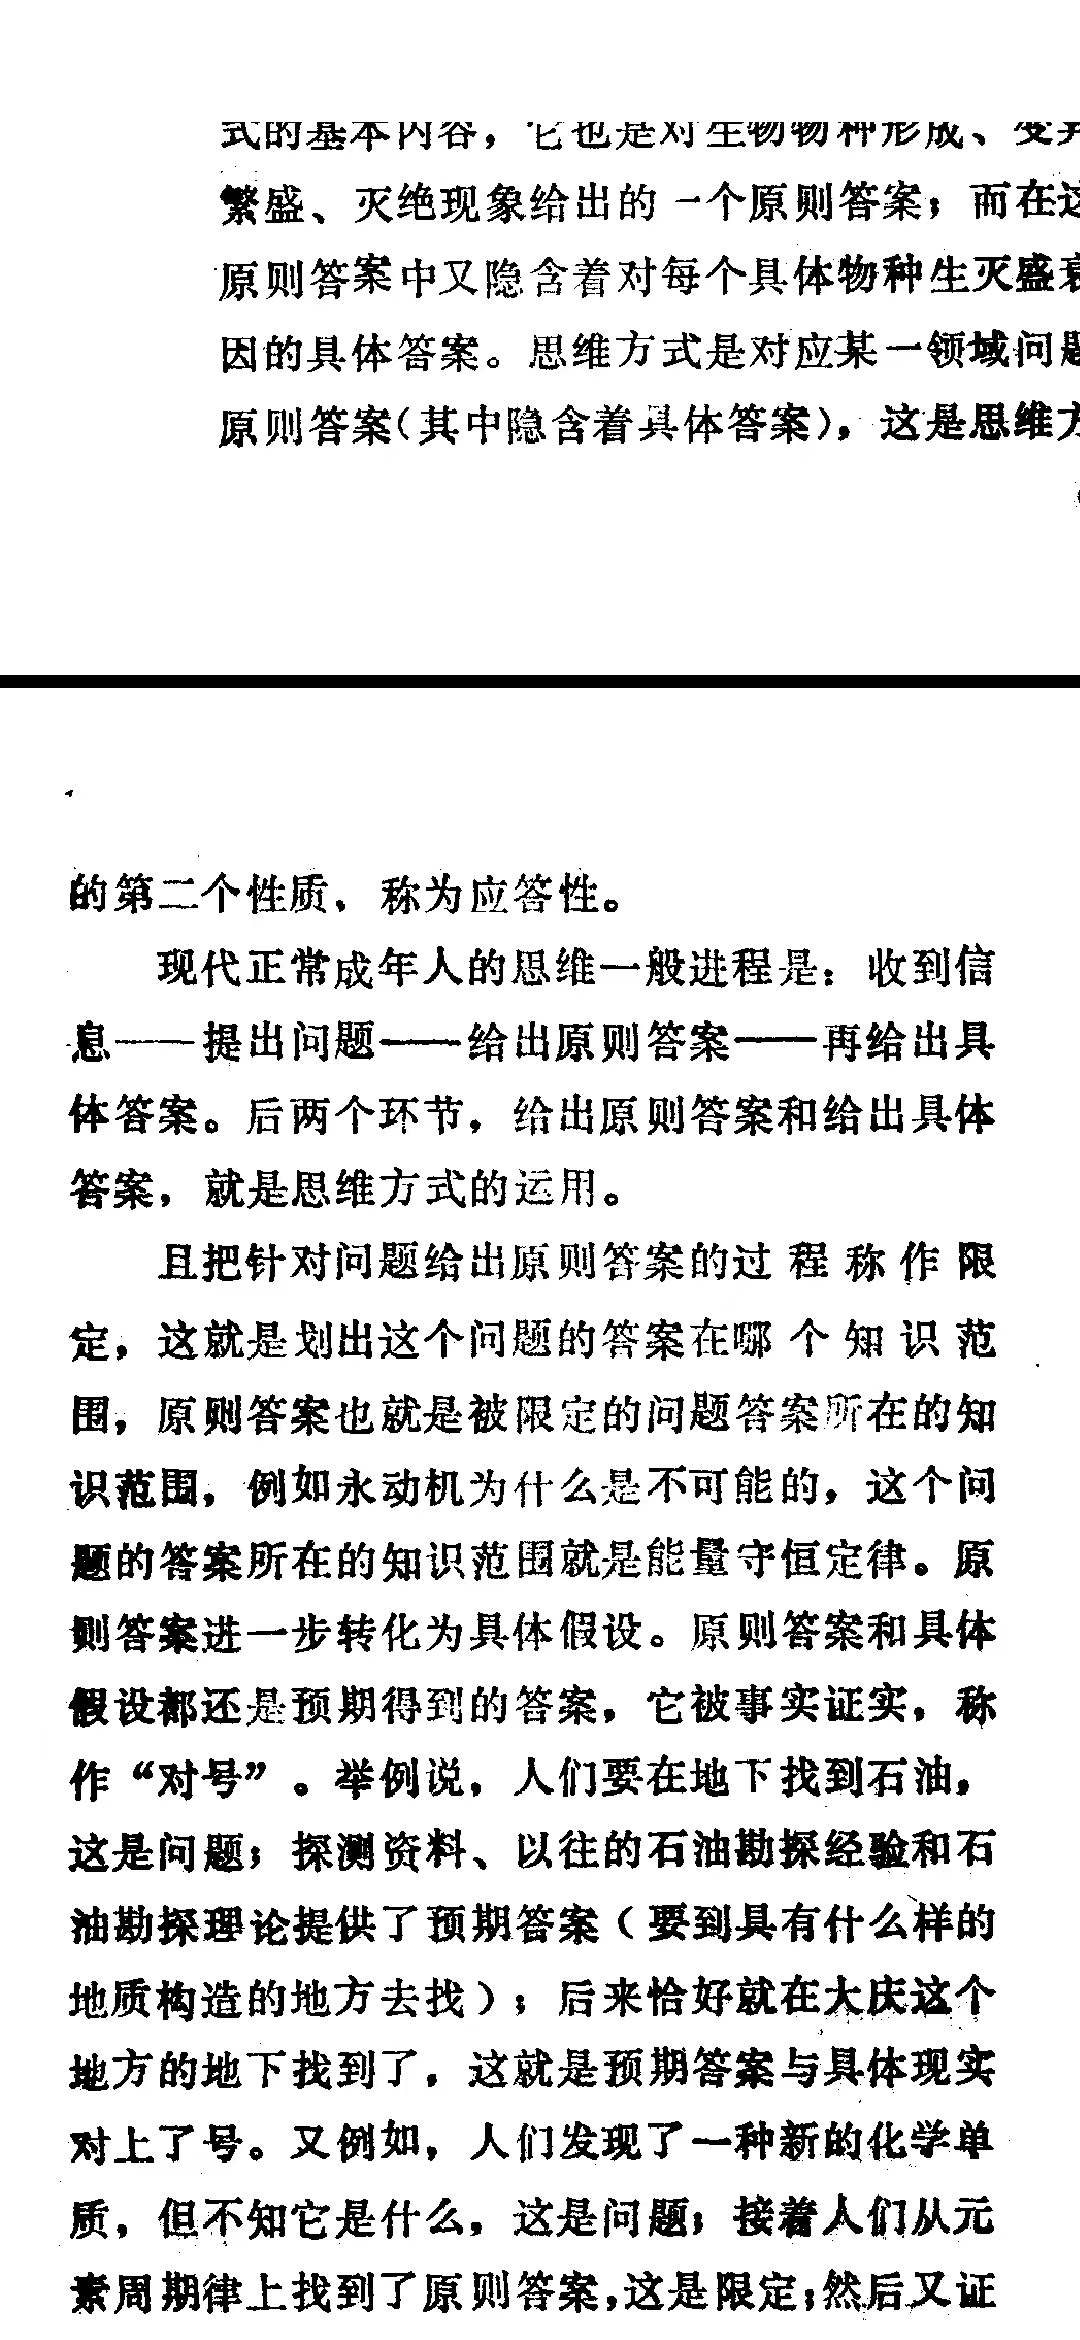 式的基本内容，它也是对生物物种形成、变异
繁盛、灭绝现象给出的一个原则答案；而在这
原则答案中又隐含着对每个具体物种生灭盛衰
因的具体答案。思维方式是对应某一领域问题
原则答案（其中隐含着具体答案），这是思维方
的第二个性质，称为应答性。
现代正常成年人的思维一般进程是：收到信
息——提出问题——给出原则答案——再给出具
体答案。后两个环节，给出原则答案和给出具体
答案，就是思维方式的运用。
且把针对问题给出原则答案的过程称作限
定，这就是划出这个问题的答案在哪个知识范
围，原则答案也就是被限定的问题答案所在的知
识范围，例如永动机为什么是不可能的，这个问
题的答案所在的知识范围就是能量守恒定律。原
则答案进一步转化为具体假设。原则答案和具体
假设都还是预期得到的答案，它被事实证实，称
作“对号”。举例说，人们要在地下找到石油，
这是问题；探测资料、以往的石油勘探经验和石
油勘探理论提供了预期答案（要到具有什么样的
地质构造的地方去找）；后来恰好就在大庆这个
地方的地下找到了，这就是预期答案与具体现实
对上了号。又例如，人们发现了一种新的化学单
质，但不知它是什么，这是问题；接着人们从元
素周期律上找到了原则答案，这是限定；然后又证